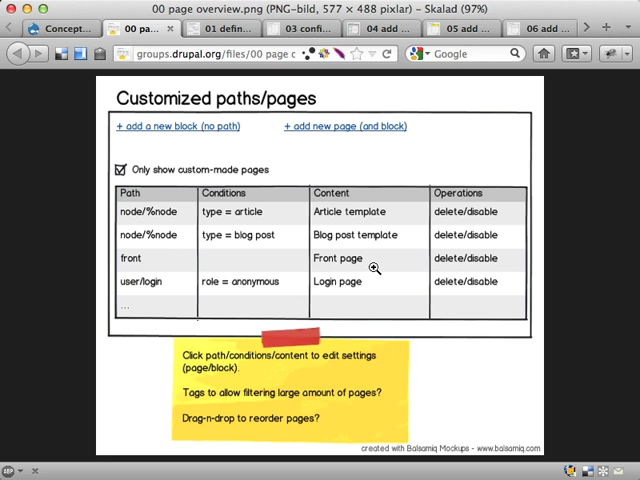 00 page overview.png (PNG-bild, 577 × 488 pixlar) - Skalad (97%)
Concept...
00 pa...
01 defin...
03 confi...
04 add ...
05 add ...
06 add ...
groups.drupal.org/files/00 page o
Google
Customized paths/pages
+ add a new block (no path)
+ add new page (and block)
Only show custom-made pages
Path Conditions Content Operations
node/%node type = article Article template delete/disable
node/%node type = blog post Blog post template delete/disable
front Front page delete/disable
user/login role = anonymous Login page delete/disable
...
Click path/conditions/content to edit settings
(page/block).
Tags to allow filtering large amount of pages?
Drag-n-drop to reorder pages?
created with Balsamiq Mockups - www.balsamiq.com
ABP